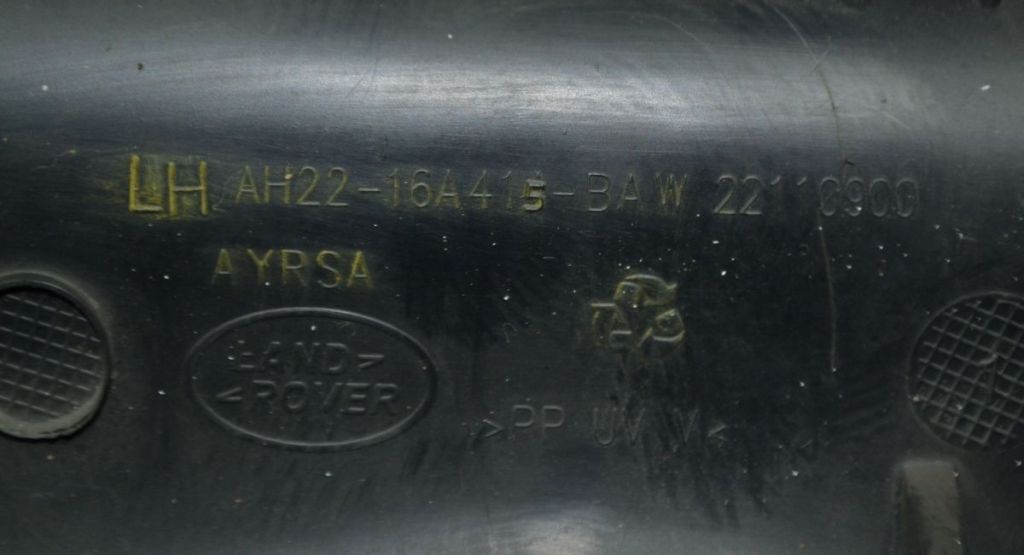 LH AH22-16A415-BAW 22110900
AYRSA
LAND
ROVER
>PP UV V<